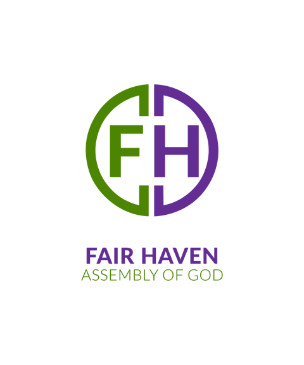 FH
FAIR HAVEN
ASSEMBLY OF GOD